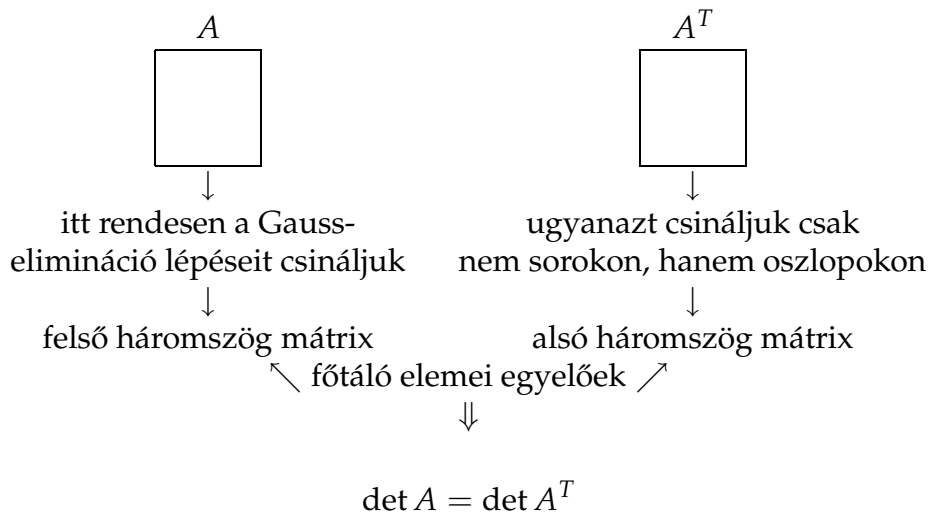 A
A^T
↓
↓
itt rendesen a Gauss-
elimináció lépéseit csináljuk
ugyanazt csináljuk csak
nem sorokon, hanem oszlopokon
↓
↓
felső háromszög mátrix
alsó háromszög mátrix
↖ főtáló elemei egyelőek ↗
⇓
det A = det A^T